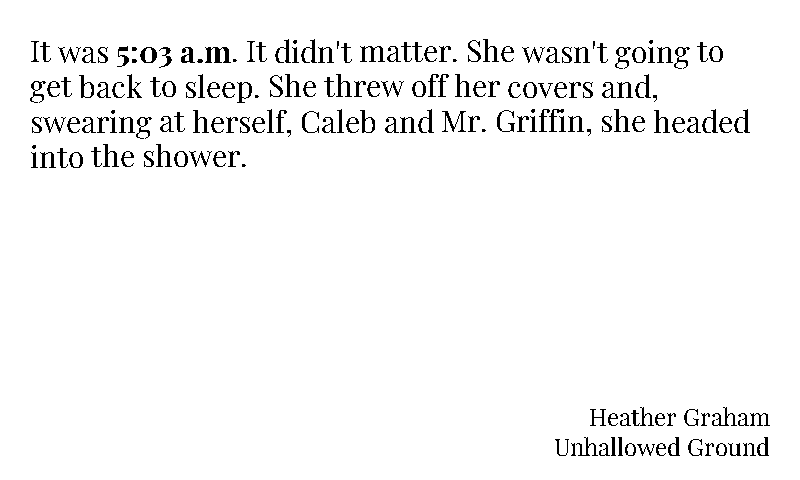 It was 5:03 a.m. It didn't matter. She wasn't going to
get back to sleep. She threw off her covers and,
swearing at herself, Caleb and Mr. Griffin, she headed
into the shower.
Heather Graham
Unhallowed Ground